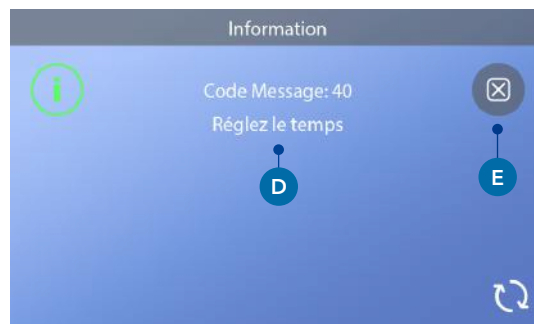 Information
Code Message: 40
Réglez le temps
D
E